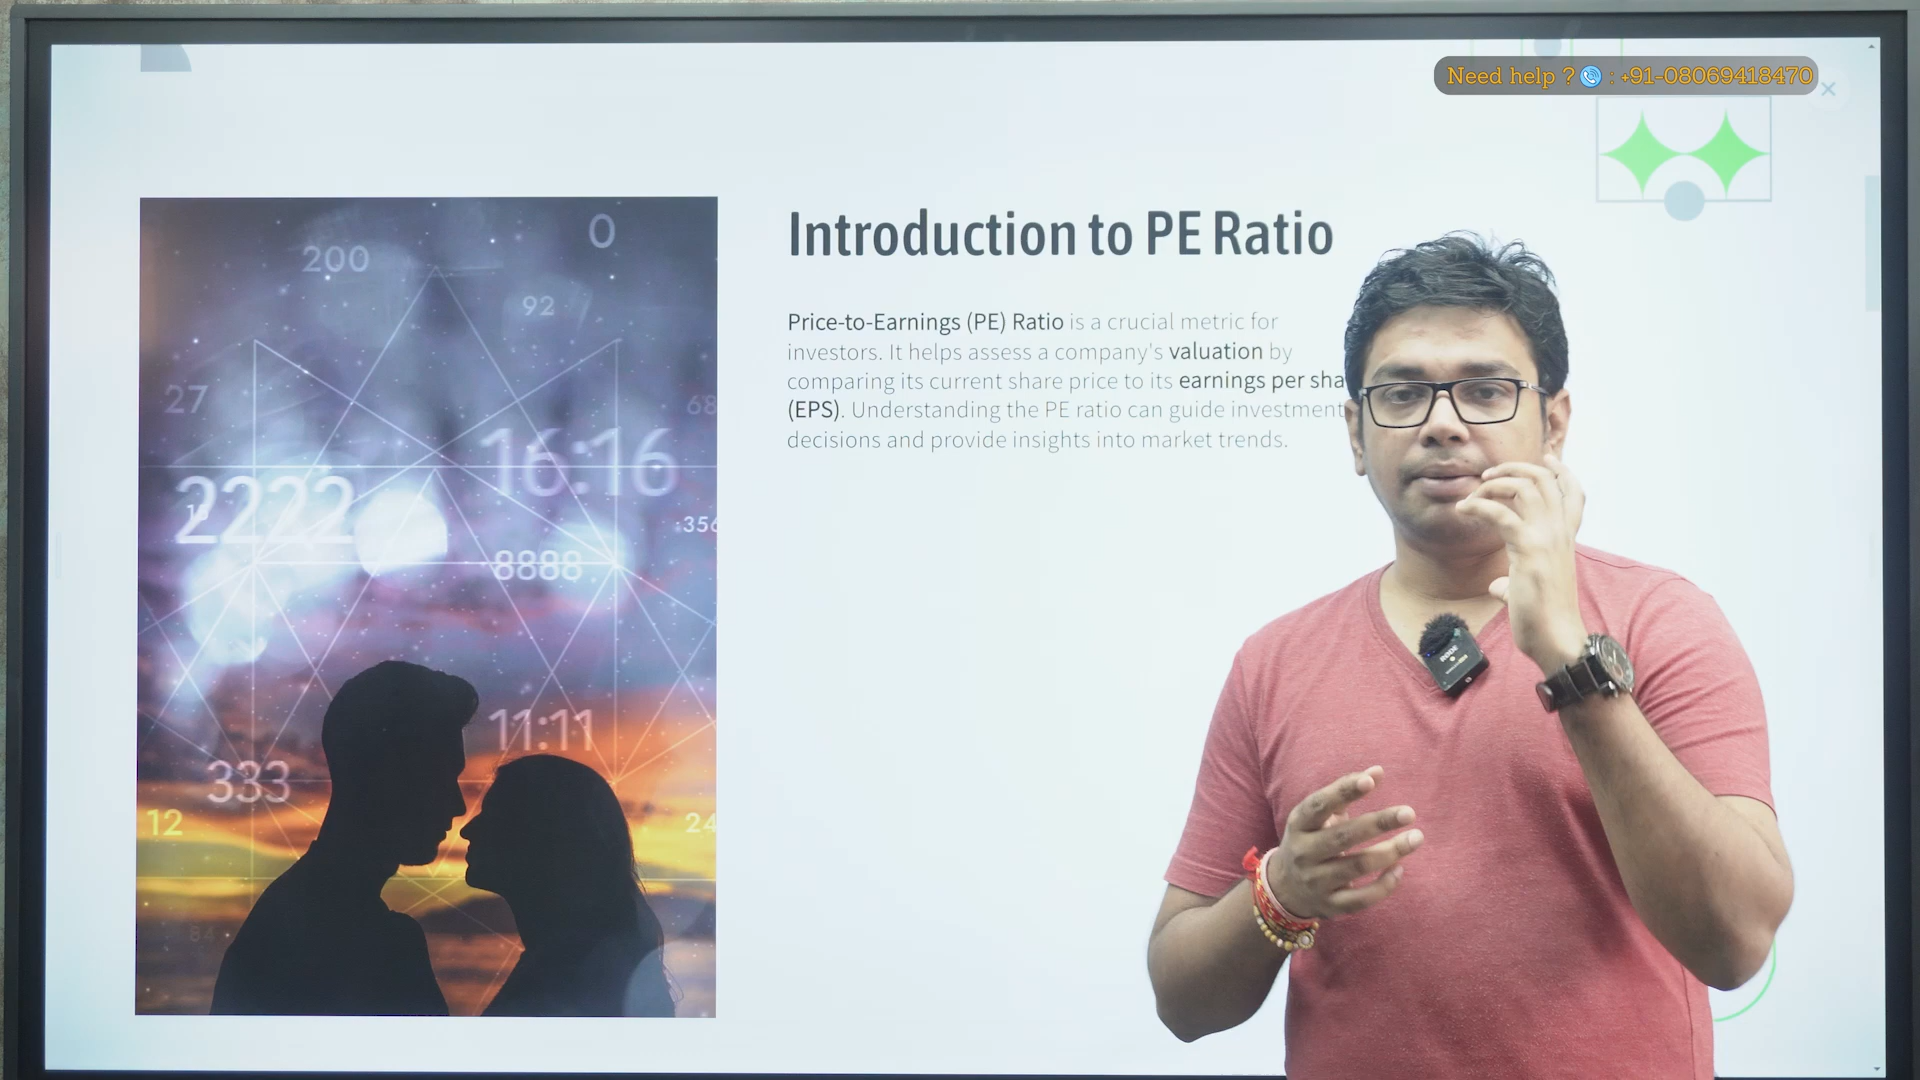 Need help ? : +91-08069418470
Introduction to PE Ratio
Price-to-Earnings (PE) Ratio is a crucial metric for
investors. It helps assess a company's valuation by
comparing its current share price to its earnings per sha
(EPS). Understanding the PE ratio can guide investment
decisions and provide insights into market trends.
0
200
92
27
68
16:16
2222
356
8888
11:11
333
12
24
84
RODE